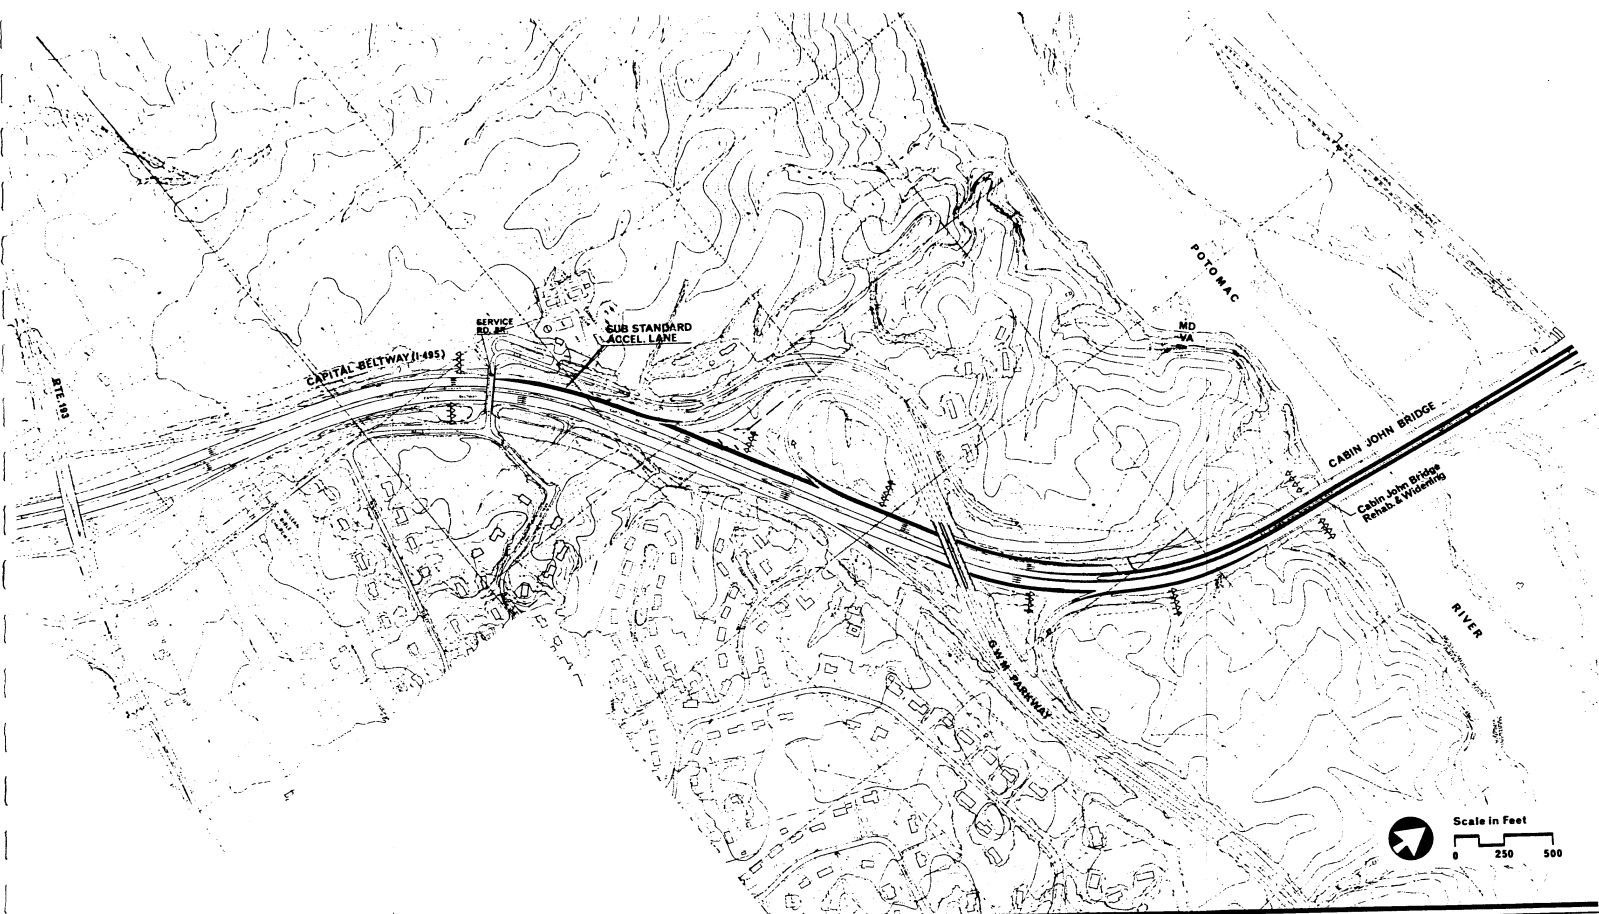 POTOMAC
MD
VA
SERVICE
RD. BR.
SUB STANDARD
ACCEL. LANE
CAPITAL BELTWAY (I-495)
RTE. 193
CABIN JOHN BRIDGE
Cabin John Bridge
Rehab. & Widening
RIVER
G.W.M. PARKWAY
Scale in Feet
0 250 500